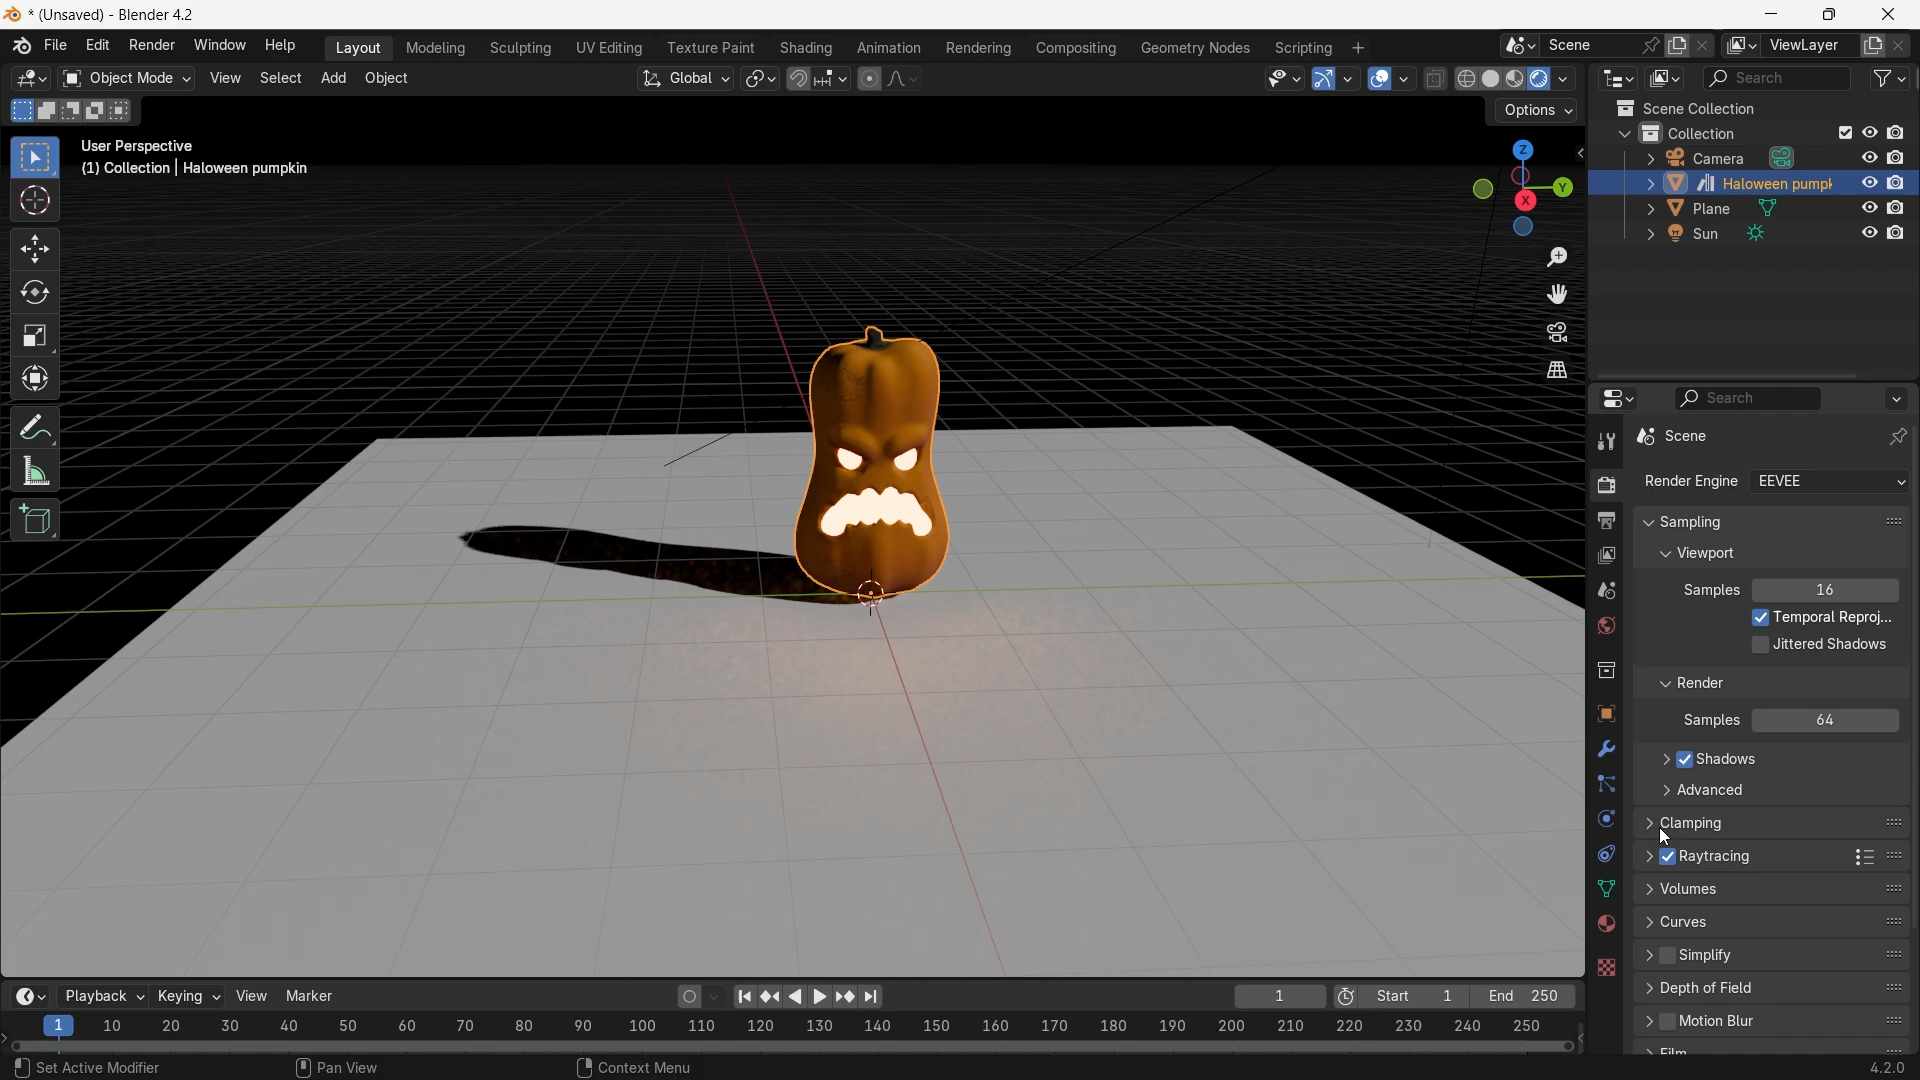 * (Unsaved) - Blender 4.2
File Edit Render Window Help Layout Modeling Sculpting UV Editing Texture Paint Shading Animation Rendering Compositing Geometry Nodes Scripting + Scene ViewLayer
Object Mode View Select Add Object Global Search
Options
User Perspective
(1) Collection | Haloween pumpkin
Z
Y
X
Scene Collection
Collection
Camera
Haloween pumpk
Plane
Sun
Search
Scene
Render Engine EEVEE
Sampling
Viewport
Samples 16
Temporal Reproj...
Jittered Shadows
Render
Samples 64
Shadows
Advanced
Clamping
Raytracing
Volumes
Curves
Simplify
Depth of Field
Motion Blur
Film
Playback Keying View Marker 1 Start 1 End 250
1 10 20 30 40 50 60 70 80 90 100 110 120 130 140 150 160 170 180 190 200 210 220 230 240 250
Set Active Modifier Pan View Context Menu 4.2.0